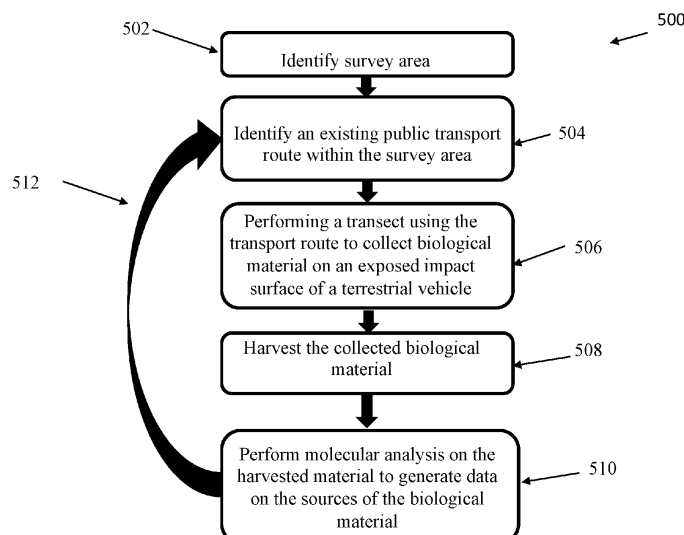 502
500
Identify survey area
Identify an existing public transport
route within the survey area
504
512
Performing a transect using the
transport route to collect biological
material on an exposed impact
surface of a terrestrial vehicle
506
Harvest the collected biological
material
508
Perform molecular analysis on the
harvested material to generate data
on the sources of the biological
material
510